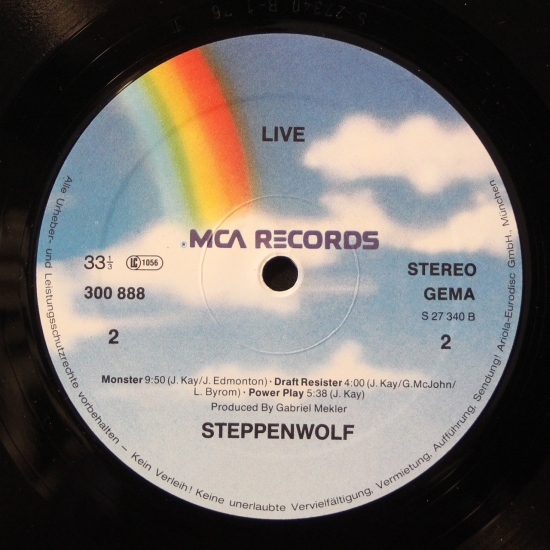 LIVE
MCA RECORDS
33 1/3 LC 1056
300 888
2
STEREO
GEMA
S 27 340 B
2
Monster 9:50 (J. Kay/J. Edmonton) · Draft Resister 4:00 (J. Kay/G.McJohn/
L. Byrom) · Power Play 5:38 (J. Kay)
Produced By Gabriel Mekler
STEPPENWOLF
Alle Urheber- und Leistungsschutzrechte vorbehalten – Kein Verleih! Keine unerlaubte Vervielfältigung, Vermietung, Aufführung, Sendung! Ariola-Eurodisc GmbH., München